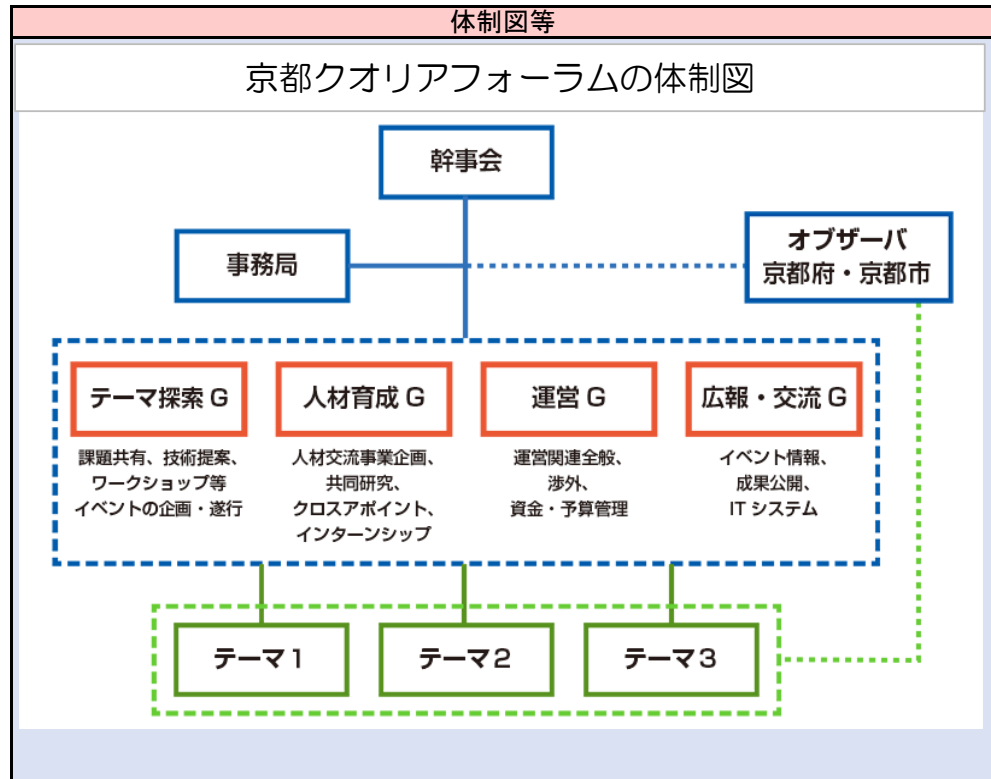 体制図等
京都クオリアフォーラムの体制図
幹事会
事務局
オブザーバ
京都府・京都市
テーマ探索 G
課題共有、技術提案、
ワークショップ等
イベントの企画・遂行
人材育成 G
人材交流事業企画、
共同研究、
クロスアポイント、
インターンシップ
運営 G
運営関連全般、
渉外、
資金・予算管理
広報・交流 G
イベント情報、
成果公開、
IT システム
テーマ1
テーマ2
テーマ3